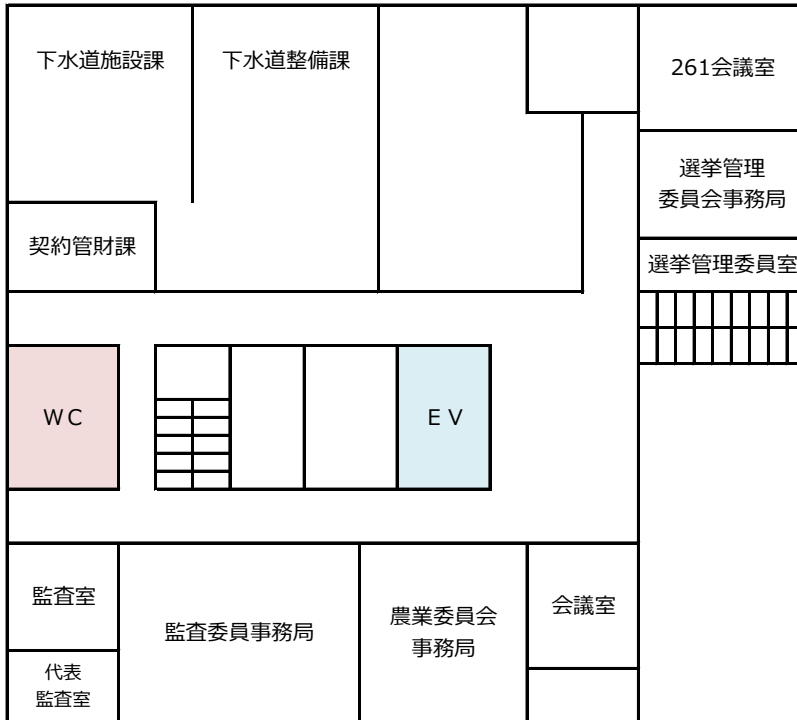 下水道施設課
下水道整備課
261会議室
選挙管理
委員会事務局
契約管財課
選挙管理委員室
WC
EV
監査室
監査委員事務局
農業委員会
事務局
会議室
代表
監査室